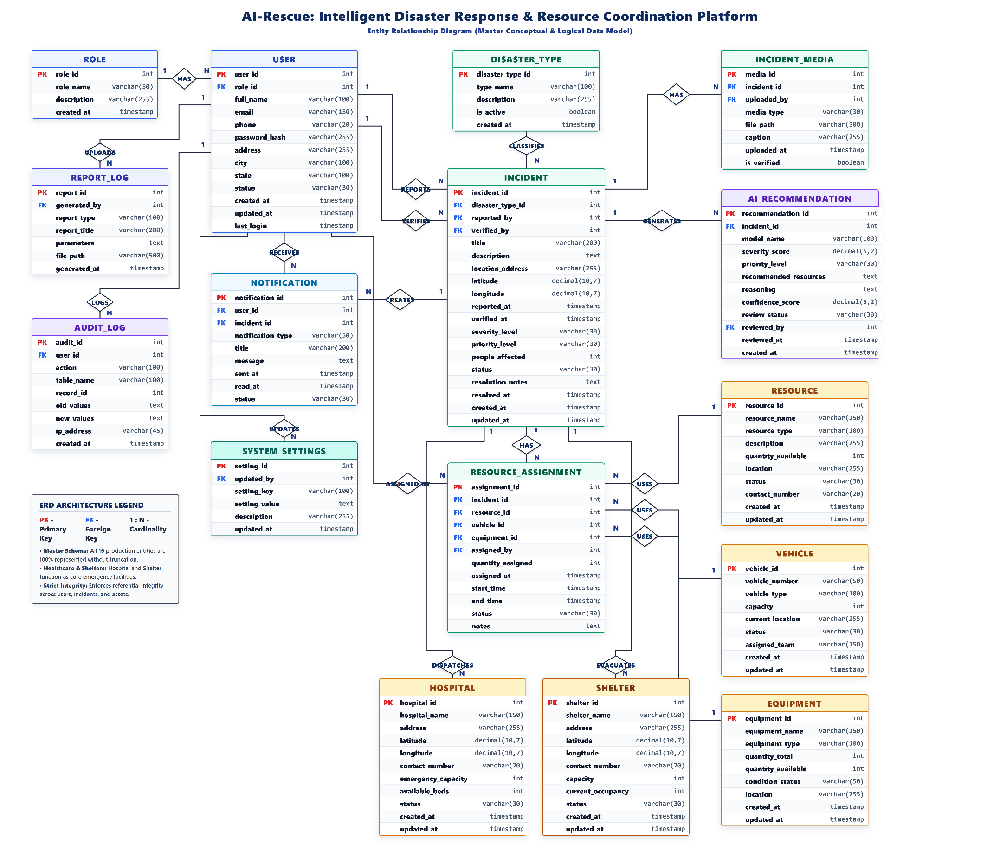 AI-Rescue: Intelligent Disaster Response & Resource Coordination Platform
Entity Relationship Diagram (Master Conceptual & Logical Data Model)
ROLE
PK role_id int
role_name varchar(50)
description varchar(255)
created_at timestamp
1
HAS
N
USER
PK user_id int
FK role_id int
full_name varchar(100)
email varchar(150)
phone varchar(20)
password_hash varchar(255)
address varchar(255)
city varchar(100)
state varchar(100)
status varchar(30)
created_at timestamp
updated_at timestamp
last_login timestamp
1
1
1
1
DISASTER_TYPE
PK disaster_type_id int
type_name varchar(100)
description varchar(255)
is_active boolean
created_at timestamp
CLASSIFIES
N
HAS
N
INCIDENT_MEDIA
PK media_id int
FK incident_id int
FK uploaded_by int
media_type varchar(30)
file_path varchar(500)
caption varchar(255)
uploaded_at timestamp
is_verified boolean
UPLOADS
N
REPORT_LOG
PK report_id int
FK generated_by int
report_type varchar(100)
report_title varchar(200)
parameters text
file_path varchar(500)
generated_at timestamp
REPORTS
N
VERIFIES
N
INCIDENT
PK incident_id int
FK disaster_type_id int
FK reported_by int
FK verified_by int
title varchar(200)
description text
location_address varchar(255)
latitude decimal(10,7)
longitude decimal(10,7)
reported_at timestamp
verified_at timestamp
severity_level varchar(30)
priority_level varchar(30)
people_affected int
status varchar(30)
resolution_notes text
resolved_at timestamp
created_at timestamp
updated_at timestamp
1
1
GENERATES
N
AI_RECOMMENDATION
PK recommendation_id int
FK incident_id int
model_name varchar(100)
severity_score decimal(5,2)
priority_level varchar(30)
recommended_resources text
reasoning text
confidence_score decimal(5,2)
review_status varchar(30)
FK reviewed_by int
reviewed_at timestamp
created_at timestamp
RECEIVES
N
NOTIFICATION
PK notification_id int
FK user_id int
FK incident_id int
notification_type varchar(50)
title varchar(200)
message text
sent_at timestamp
read_at timestamp
status varchar(30)
N
CREATES
1
LOGS
N
AUDIT_LOG
PK audit_id int
FK user_id int
action varchar(100)
table_name varchar(100)
record_id int
old_values text
new_values text
ip_address varchar(45)
created_at timestamp
UPDATES
N
SYSTEM_SETTINGS
PK setting_id int
FK updated_by int
setting_key varchar(100)
setting_value text
description varchar(255)
updated_at timestamp
1
1
1
HAS
N
ASSIGNED_BY
N
RESOURCE_ASSIGNMENT
PK assignment_id int
FK incident_id int
FK resource_id int
FK vehicle_id int
FK equipment_id int
FK assigned_by int
quantity_assigned int
assigned_at timestamp
start_time timestamp
end_time timestamp
status varchar(30)
notes text
N
USES
N
USES
N
USES
1
RESOURCE
PK resource_id int
resource_name varchar(150)
resource_type varchar(100)
description varchar(255)
quantity_available int
location varchar(255)
status varchar(30)
contact_number varchar(20)
created_at timestamp
updated_at timestamp
ERD ARCHITECTURE LEGEND
PK - Primary Key
FK - Foreign Key
1 : N - Cardinality
• Master Schema: All 16 production entities are
100% represented without truncation.
• Healthcare & Shelters: Hospital and Shelter
function as core emergency facilities.
• Strict Integrity: Enforces referential integrity
across users, incidents, and assets.
1
VEHICLE
PK vehicle_id int
vehicle_number varchar(50)
vehicle_type varchar(100)
capacity int
current_location varchar(255)
status varchar(30)
assigned_team varchar(150)
created_at timestamp
updated_at timestamp
DISPATCHES
N
HOSPITAL
PK hospital_id int
hospital_name varchar(150)
address varchar(255)
latitude decimal(10,7)
longitude decimal(10,7)
contact_number varchar(20)
emergency_capacity int
available_beds int
status varchar(30)
created_at timestamp
updated_at timestamp
EVACUATES
N
SHELTER
PK shelter_id int
shelter_name varchar(150)
address varchar(255)
latitude decimal(10,7)
longitude decimal(10,7)
contact_number varchar(20)
capacity int
current_occupancy int
status varchar(30)
created_at timestamp
updated_at timestamp
1
EQUIPMENT
PK equipment_id int
equipment_name varchar(150)
equipment_type varchar(100)
quantity_total int
quantity_available int
condition_status varchar(50)
location varchar(255)
created_at timestamp
updated_at timestamp